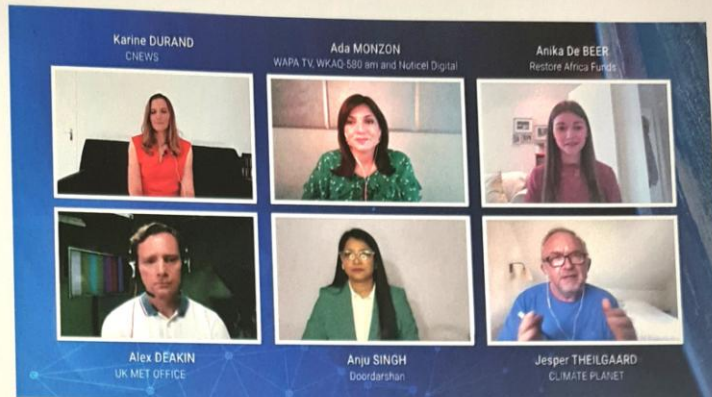 Karine DURAND
CNEWS
Ada MONZON
WAPA TV, WKAQ-580 am and Noticel Digital
Anika De BEER
Restore Africa Funds
Alex DEAKIN
UK MET OFFICE
Anju SINGH
Doordarshan
Jesper THEILGAARD
CLIMATE PLANET